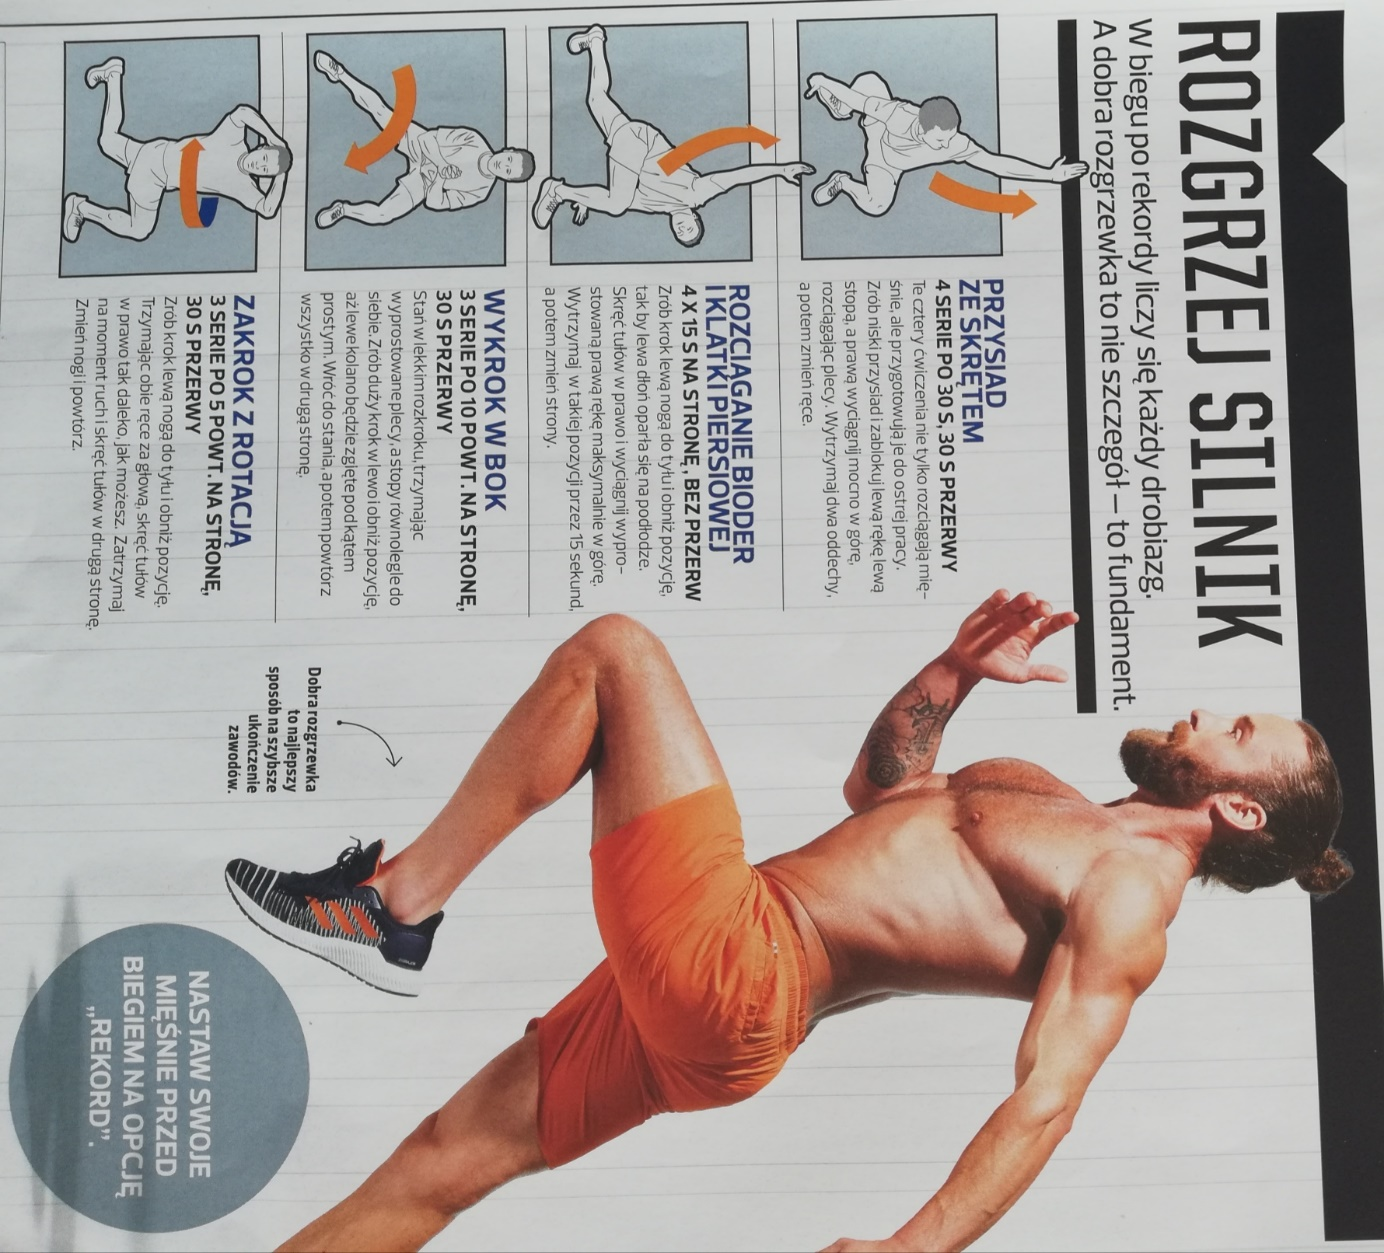 ROZGRZEJ SILNIK
W biegu po rekordy liczy się każdy drobiazg.
A dobra rozgrzewka to nie szczegół – to fundament.
PRZYSIAD
ZE SKRĘTEM
4 SERIE PO 30 S, 30 S PRZERWY
Te cztery ćwiczenia nie tylko rozciągają mię-
śnie, ale przygotowują je do ostrej pracy.
Zrób niski przysiad i zablokuj lewą rękę lewą
stopą, a prawą wyciągnij mocno w górę,
rozciągając plecy. Wytrzymaj dwa oddechy,
a potem zmień ręce.
ROZCIĄGANIE BIODER
I KLATKI PIERSIOWEJ
4 X 15 S NA STRONĘ, BEZ PRZERW
Zrób krok lewą nogą do tyłu i obniż pozycję,
tak by lewa dłoń oparła się na podłodze.
Skręć tułów w prawo i wyciągnij wypro-
stowaną prawą rękę maksymalnie w górę.
Wytrzymaj w takiej pozycji przez 15 sekund,
a potem zmień strony.
WYKROK W BOK
3 SERIE PO 10 POWT. NA STRONĘ,
30 S PRZERWY
Stań w lekkim rozkroku, trzymając
wyprostowane plecy, a stopy równolegle do
siebie. Zrób duży krok w lewo i obniż pozycję,
aż lewe kolano będzie zgięte pod kątem
prostym. Wróć do stania, a potem powtórz
wszystko w drugą stronę.
ZAKROK Z ROTACJĄ
3 SERIE PO 5 POWT. NA STRONĘ,
30 S PRZERWY
Zrób krok lewą nogą do tyłu i obniż pozycję.
Trzymając obie ręce za głową, skręć tułów
w prawo tak daleko, jak możesz. Zatrzymaj
na moment ruch i skręć tułów w drugą stronę.
Zmień nogi i powtórz.
Dobra rozgrzewka
to najlepszy
sposób na szybsze
ukończenie
zawodów.
NASTAW SWOJE
MIĘŚNIE PRZED
BIEGIEM NA OPCJĘ
„REKORD”.